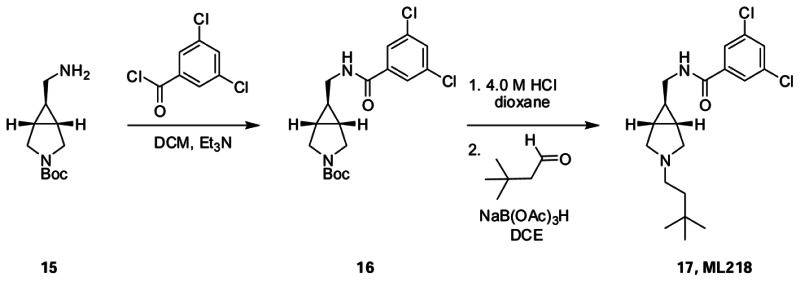 NH₂
H
H
N
Boc
15
Cl
Cl
Cl
O
DCM, Et₃N
Cl
Cl
H
N
O
H
H
N
Boc
16
1. 4.0 M HCl
dioxane
2.
H
O
NaB(OAc)₃H
DCE
Cl
Cl
H
N
O
H
H
N
17, ML218